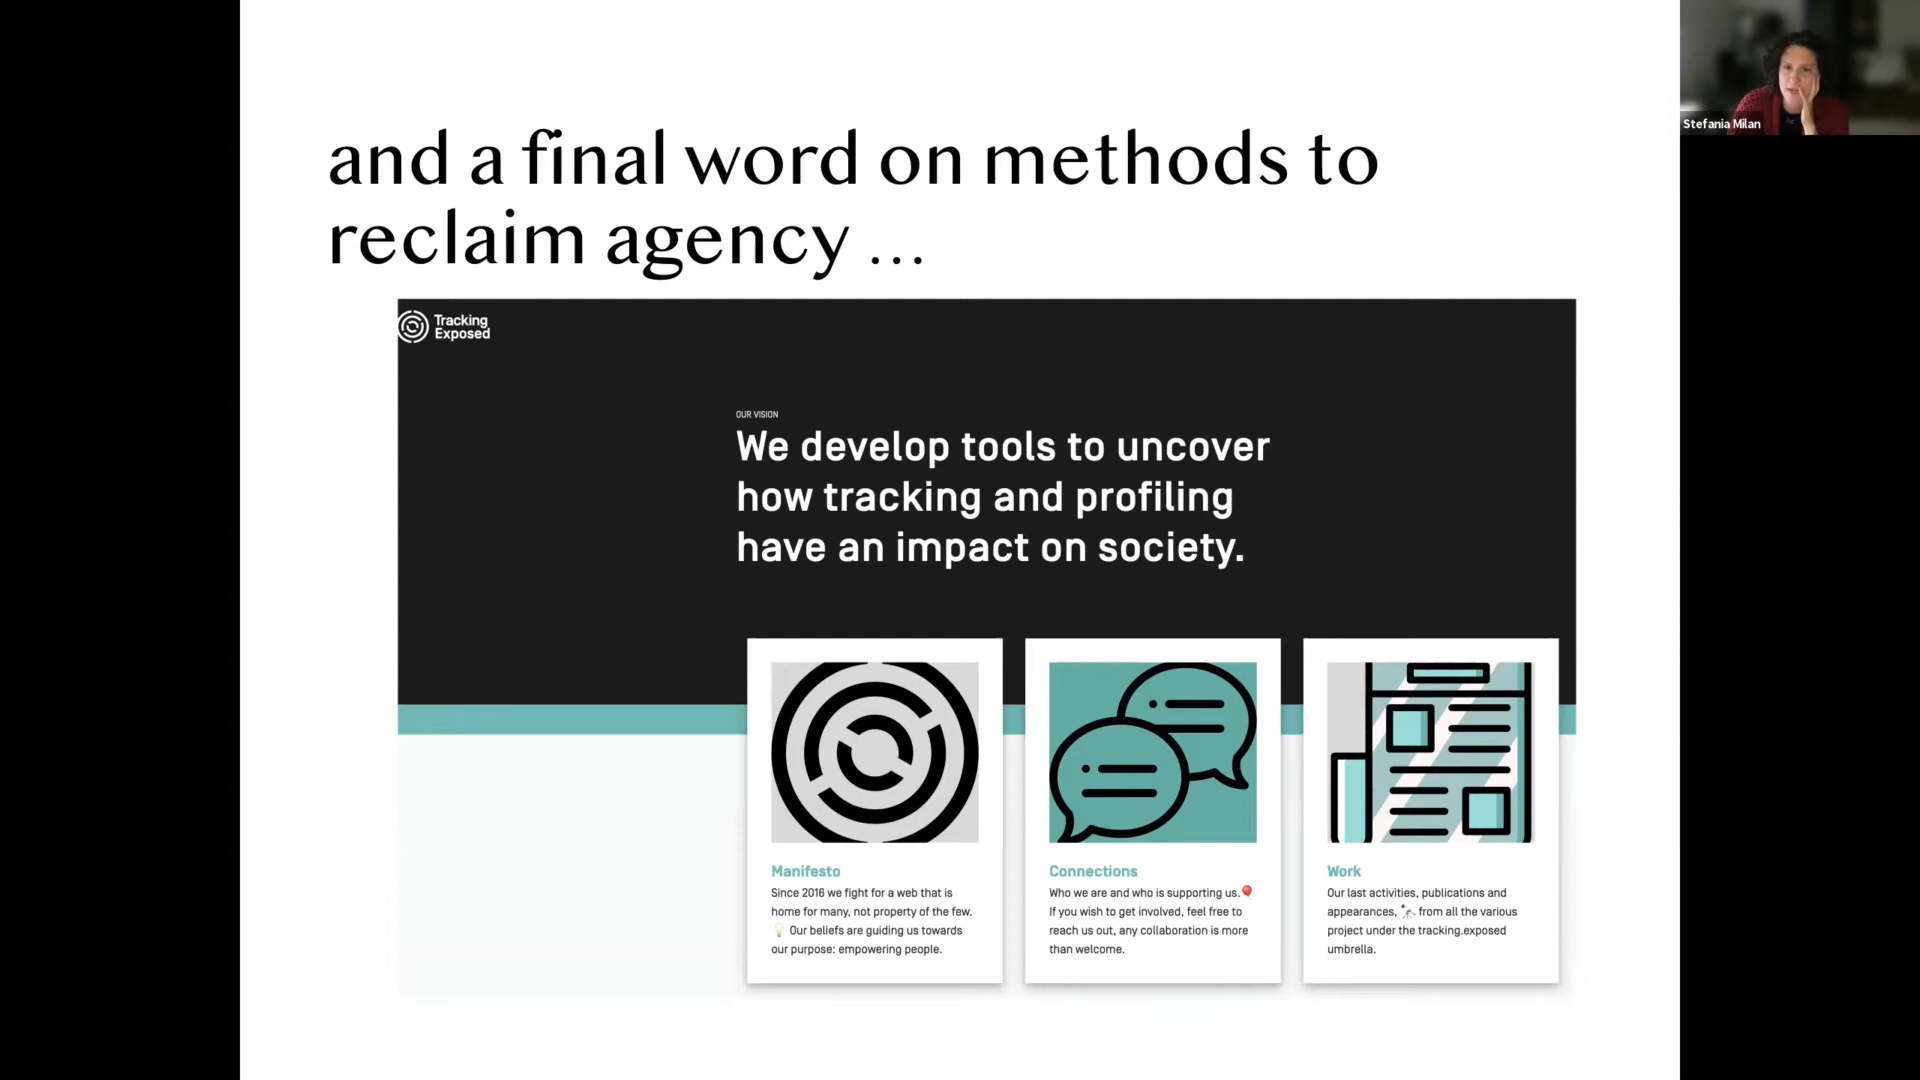 and a final word on methods to
reclaim agency ...
Stefania Milan
Tracking
Exposed
OUR VISION
We develop tools to uncover
how tracking and profiling
have an impact on society.
Manifesto
Since 2016 we fight for a web that is
home for many, not property of the few.
💡 Our beliefs are guiding us towards
our purpose: empowering people.
Connections
Who we are and who is supporting us.🎈
If you wish to get involved, feel free to
reach us out, any collaboration is more
than welcome.
Work
Our last activities, publications and
appearances, from all the various
project under the tracking.exposed
umbrella.